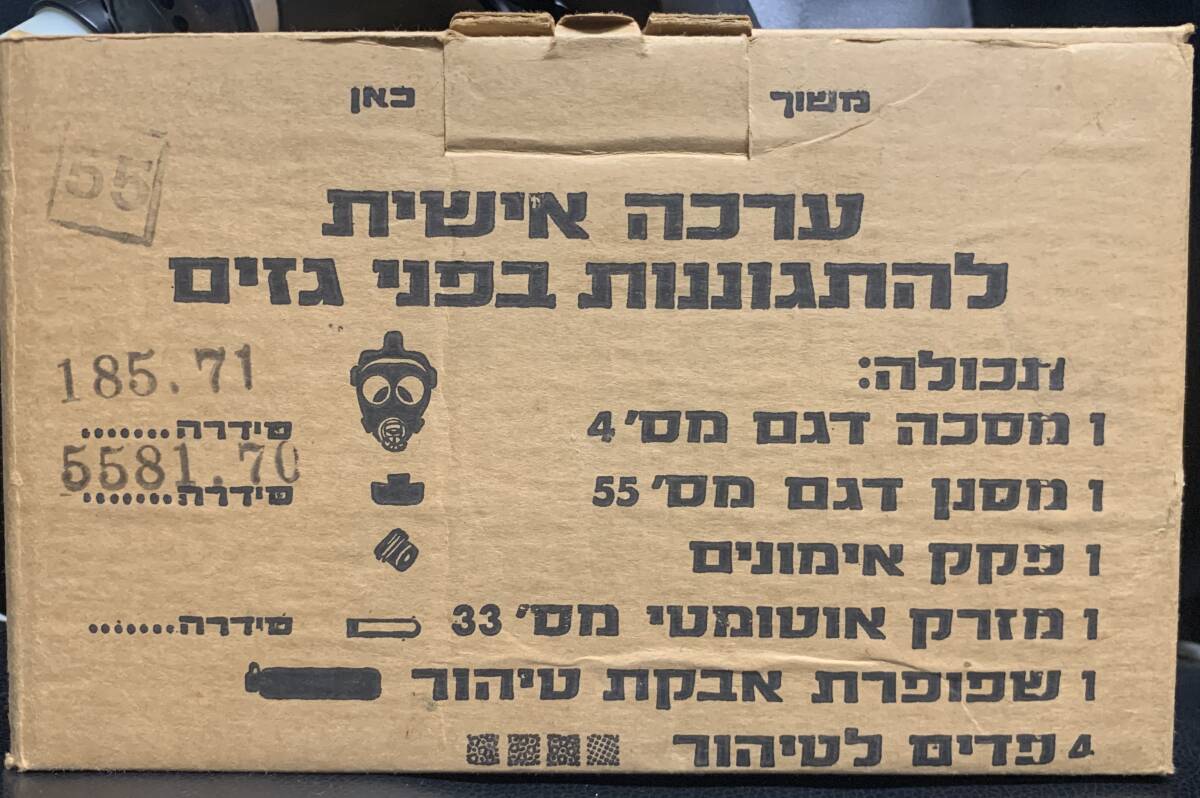 משוך כאן
55
ערכה אישית
להתגוננות בפני גזים
תכולה:
185.71
1 מסכה דגם מס׳ 4 סידרה.......
5581.70
1 מסנן דגם מס׳ 55 סידרה.......
1 פקק אימונים
1 מזרק אוטומטי מס׳ 33 סידרה.......
1 שפופרת אבקת טיהור
4 פדים לטיהור